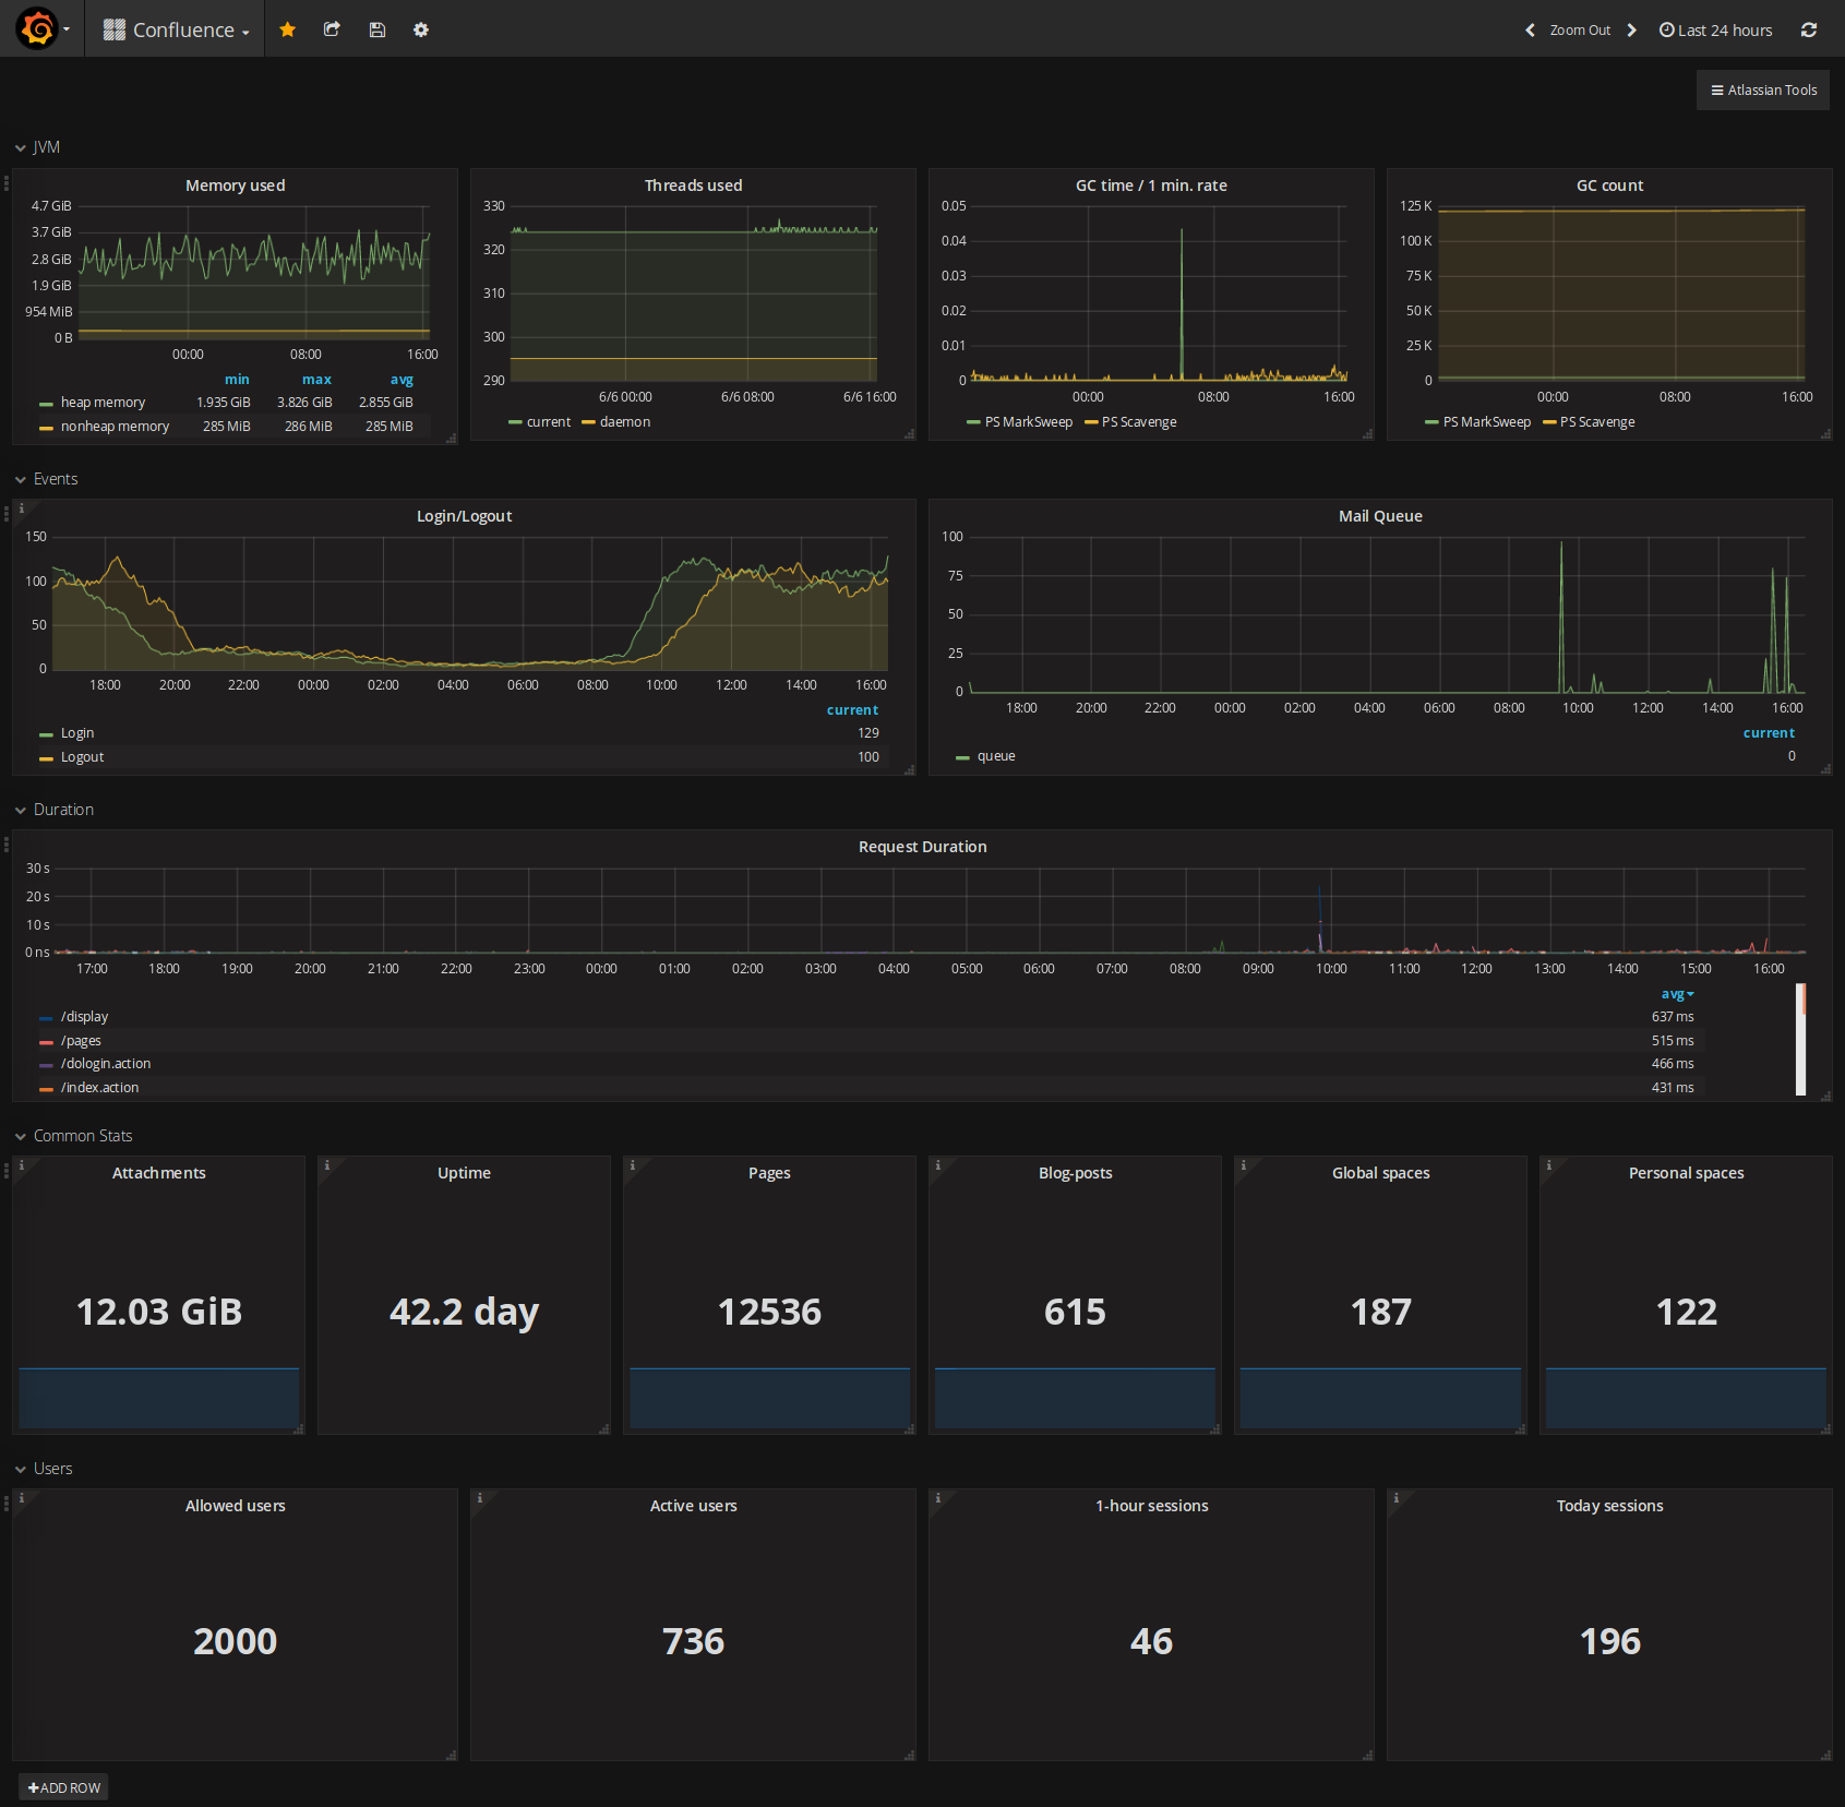 Confluence
Zoom Out
Last 24 hours
Atlassian Tools
JVM
Memory used
4.7 GiB
3.7 GiB
2.8 GiB
1.9 GiB
954 MiB
0 B
00:00 08:00 16:00
min max avg
heap memory 1.935 GiB 3.826 GiB 2.855 GiB
nonheap memory 285 MiB 286 MiB 285 MiB
Threads used
330
320
310
300
290
6/6 00:00 6/6 08:00 6/6 16:00
current daemon
GC time / 1 min. rate
0.05
0.04
0.03
0.02
0.01
0
00:00 08:00 16:00
PS MarkSweep PS Scavenge
GC count
125 K
100 K
75 K
50 K
25 K
0
00:00 08:00 16:00
PS MarkSweep PS Scavenge
Events
Login/Logout
150
100
50
0
18:00 20:00 22:00 00:00 02:00 04:00 06:00 08:00 10:00 12:00 14:00 16:00
current
Login 129
Logout 100
Mail Queue
100
75
50
25
0
18:00 20:00 22:00 00:00 02:00 04:00 06:00 08:00 10:00 12:00 14:00 16:00
current
queue 0
Duration
Request Duration
30 s
20 s
10 s
0 ns
17:00 18:00 19:00 20:00 21:00 22:00 23:00 00:00 01:00 02:00 03:00 04:00 05:00 06:00 07:00 08:00 09:00 10:00 11:00 12:00 13:00 14:00 15:00 16:00
avg
/display 637 ms
/pages 515 ms
/dologin.action 466 ms
/index.action 431 ms
Common Stats
Attachments
12.03 GiB
Uptime
42.2 day
Pages
12536
Blog-posts
615
Global spaces
187
Personal spaces
122
Users
Allowed users
2000
Active users
736
1-hour sessions
46
Today sessions
196
+ADD ROW